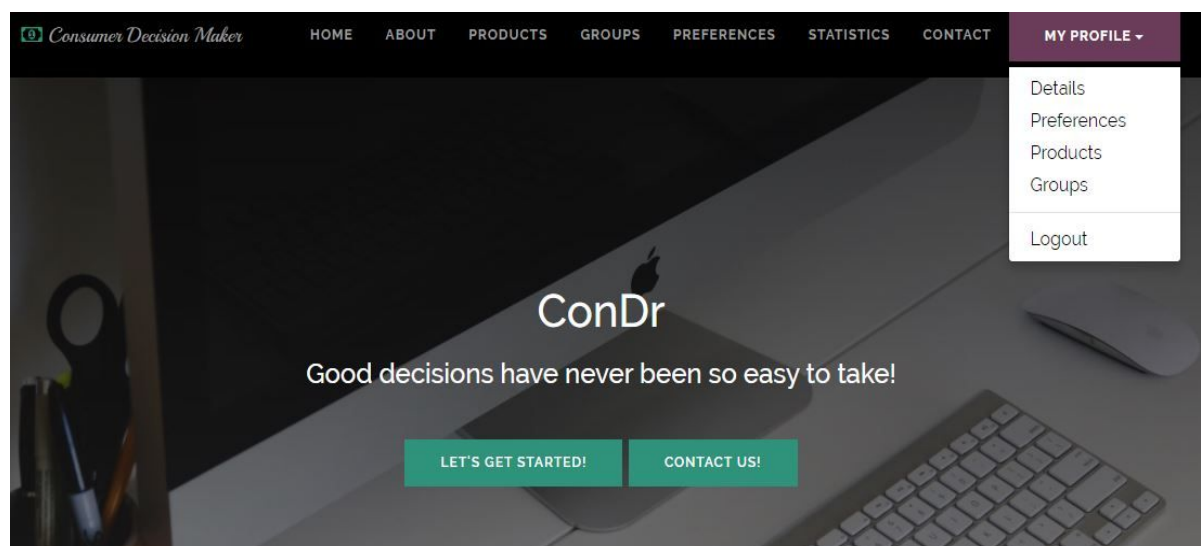 Consumer Decision Maker
HOME ABOUT PRODUCTS GROUPS PREFERENCES STATISTICS CONTACT MY PROFILE
Details
Preferences
Products
Groups
Logout
ConDr
Good decisions have never been so easy to take!
LET'S GET STARTED! CONTACT US!